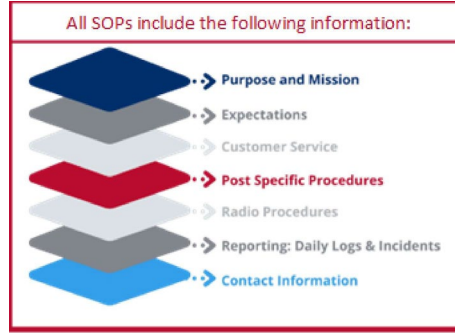 All SOPs include the following information:
Purpose and Mission
Expectations
Customer Service
Post Specific Procedures
Radio Procedures
Reporting: Daily Logs & Incidents
Contact Information